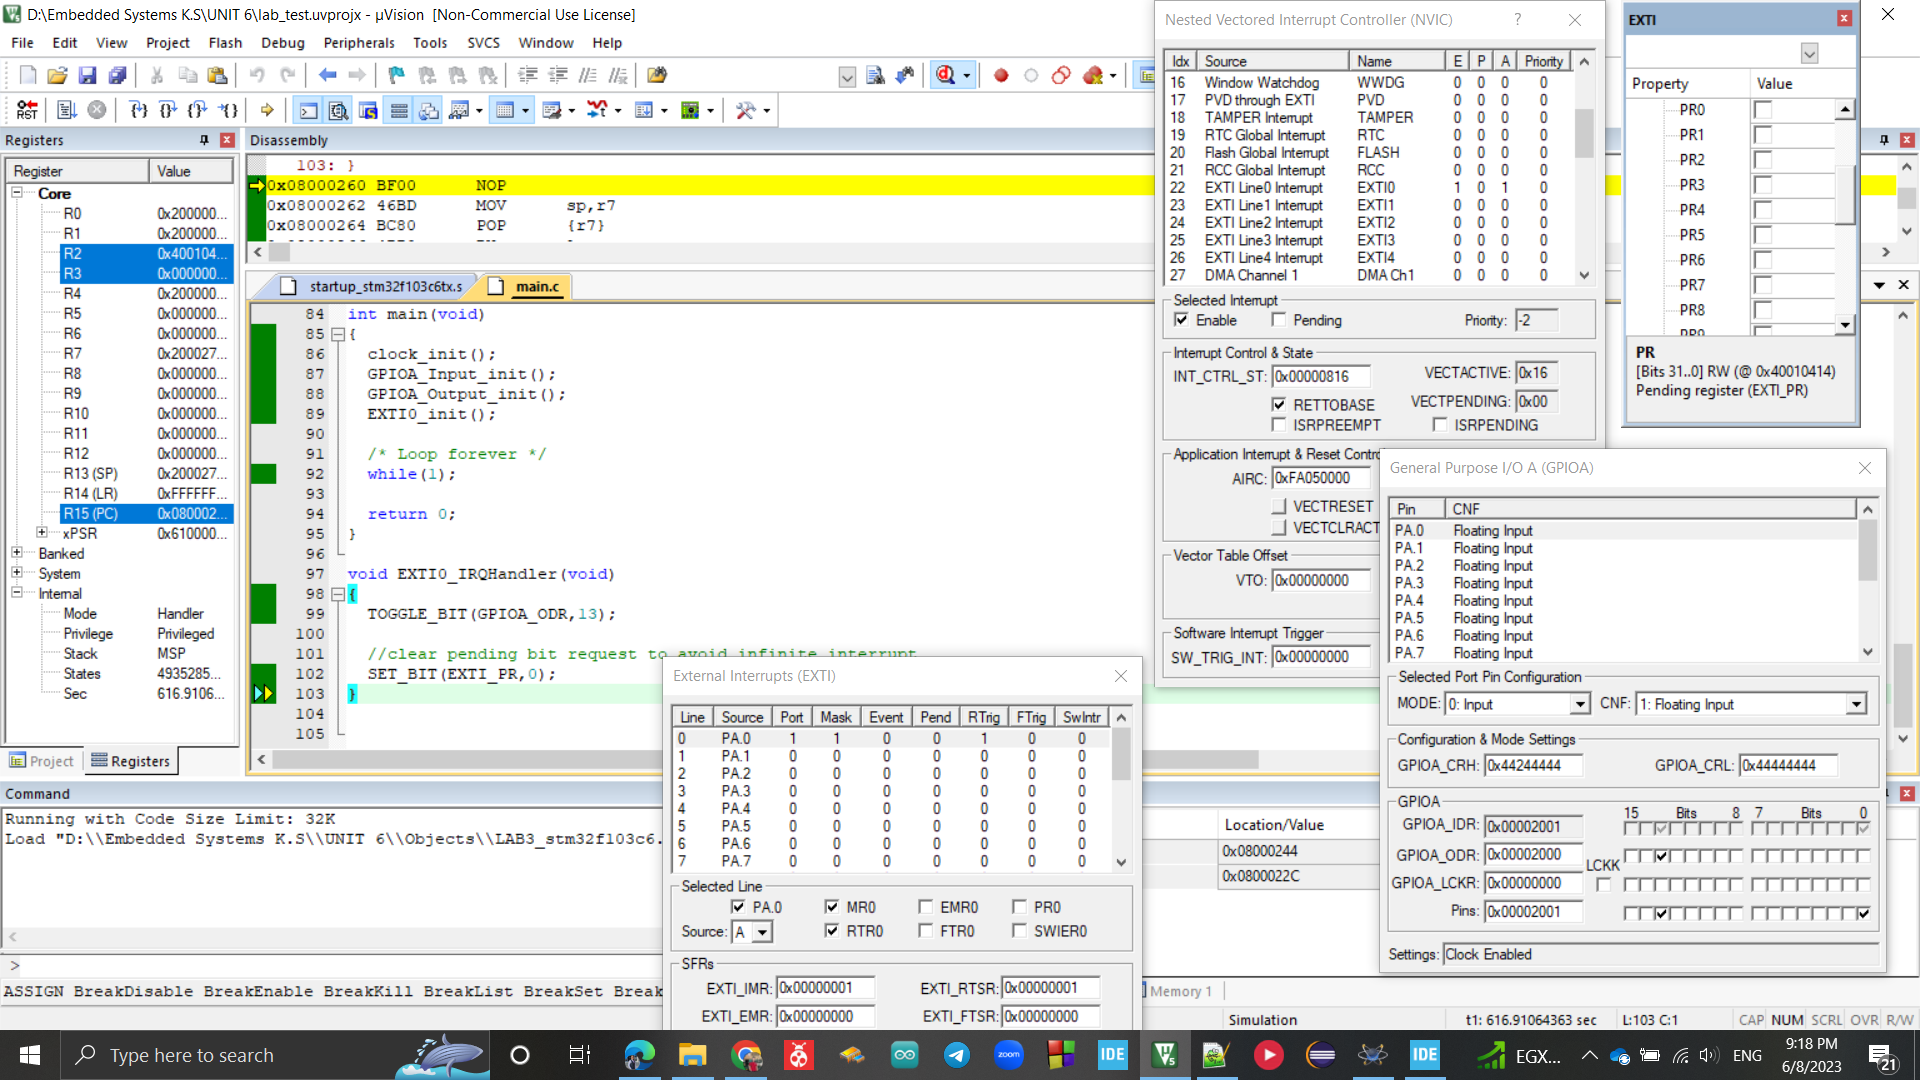 D:\Embedded Systems K.S\UNIT 6\lab_test.uvprojx - µVision [Non-Commercial Use License]
File Edit View Project Flash Debug Peripherals Tools SVCS Window Help
Registers
Register Value
Core
R0 0x200000...
R1 0x200000...
R2 0x400104...
R3 0x000000...
R4 0x200000...
R5 0x000000...
R6 0x000000...
R7 0x200027...
R8 0x000000...
R9 0x000000...
R10 0x000000...
R11 0x000000...
R12 0x000000...
R13 (SP) 0x200027...
R14 (LR) 0xFFFFFF...
R15 (PC) 0x080002...
xPSR 0x610000...
Banked
System
Internal
Mode Handler
Privilege Privileged
Stack MSP
States 4935285...
Sec 616.9106...
Project Registers
Disassembly
103: }
0x08000260 BF00 NOP
0x08000262 46BD MOV sp,r7
0x08000264 BC80 POP {r7}
startup_stm32f103c6tx.s main.c
84 int main(void)
85 {
86 clock_init();
87 GPIOA_Input_init();
88 GPIOA_Output_init();
89 EXTI0_init();
90
91 /* Loop forever */
92 while(1);
93
94 return 0;
95 }
96
97 void EXTI0_IRQHandler(void)
98 {
99 TOGGLE_BIT(GPIOA_ODR,13);
100
101 //clear pending bit request to avoid infinite interrupt
102 SET_BIT(EXTI_PR,0);
103 }
104
105
Nested Vectored Interrupt Controller (NVIC) ?
Idx Source Name E P A Priority
16 Window Watchdog WWDG 0 0 0 0
17 PVD through EXTI PVD 0 0 0 0
18 TAMPER Interrupt TAMPER 0 0 0 0
19 RTC Global Interrupt RTC 0 0 0 0
20 Flash Global Interrupt FLASH 0 0 0 0
21 RCC Global Interrupt RCC 0 0 0 0
22 EXTI Line0 Interrupt EXTI0 1 0 1 0
23 EXTI Line1 Interrupt EXTI1 0 0 0 0
24 EXTI Line2 Interrupt EXTI2 0 0 0 0
25 EXTI Line3 Interrupt EXTI3 0 0 0 0
26 EXTI Line4 Interrupt EXTI4 0 0 0 0
27 DMA Channel 1 DMA Ch1 0 0 0 0
Selected Interrupt
Enable Pending Priority: -2
Interrupt Control & State
INT_CTRL_ST: 0x00000816 VECTACTIVE: 0x16
RETTOBASE VECTPENDING: 0x00
ISRPREEMPT ISRPENDING
Application Interrupt & Reset Contro
AIRC: 0xFA050000
VECTRESET
VECTCLRACT
Vector Table Offset
VTO: 0x00000000
Software Interrupt Trigger
SW_TRIG_INT: 0x00000000
EXTI
Property Value
PR0
PR1
PR2
PR3
PR4
PR5
PR6
PR7
PR8
PR9
PR
[Bits 31..0] RW (@ 0x40010414)
Pending register (EXTI_PR)
General Purpose I/O A (GPIOA)
Pin CNF
PA.0 Floating Input
PA.1 Floating Input
PA.2 Floating Input
PA.3 Floating Input
PA.4 Floating Input
PA.5 Floating Input
PA.6 Floating Input
PA.7 Floating Input
Selected Port Pin Configuration
MODE: 0: Input CNF: 1: Floating Input
Configuration & Mode Settings
GPIOA_CRH: 0x44244444 GPIOA_CRL: 0x44444444
GPIOA
15 Bits 8 7 Bits 0
GPIOA_IDR: 0x00002001
GPIOA_ODR: 0x00002000
LCKK
GPIOA_LCKR: 0x00000000
Pins: 0x00002001
Settings: Clock Enabled
External Interrupts (EXTI)
Line Source Port Mask Event Pend RTrig FTrig SwIntr
0 PA.0 1 1 0 0 1 0 0
1 PA.1 0 0 0 0 0 0 0
2 PA.2 0 0 0 0 0 0 0
3 PA.3 0 0 0 0 0 0 0
4 PA.4 0 0 0 0 0 0 0
5 PA.5 0 0 0 0 0 0 0
6 PA.6 0 0 0 0 0 0 0
7 PA.7 0 0 0 0 0 0 0
Selected Line
PA.0 MR0 EMR0 PR0
Source: A RTR0 FTR0 SWIER0
SFRs
EXTI_IMR: 0x00000001 EXTI_RTSR: 0x00000001
EXTI_EMR: 0x00000000 EXTI_FTSR: 0x00000000
Command
Running with Code Size Limit: 32K
Load "D:\\Embedded Systems K.S\\UNIT 6\\Objects\\LAB3_stm32f103c6.
>
ASSIGN BreakDisable BreakEnable BreakKill BreakList BreakSet Break
Location/Value
0x08000244
0x0800022C
Memory 1
Simulation t1: 616.91064363 sec L:103 C:1 CAP NUM SCRL OVR R/W
Type here to search
zoom
IDE
IDE
EGX...
ENG
9:18 PM
6/8/2023
21